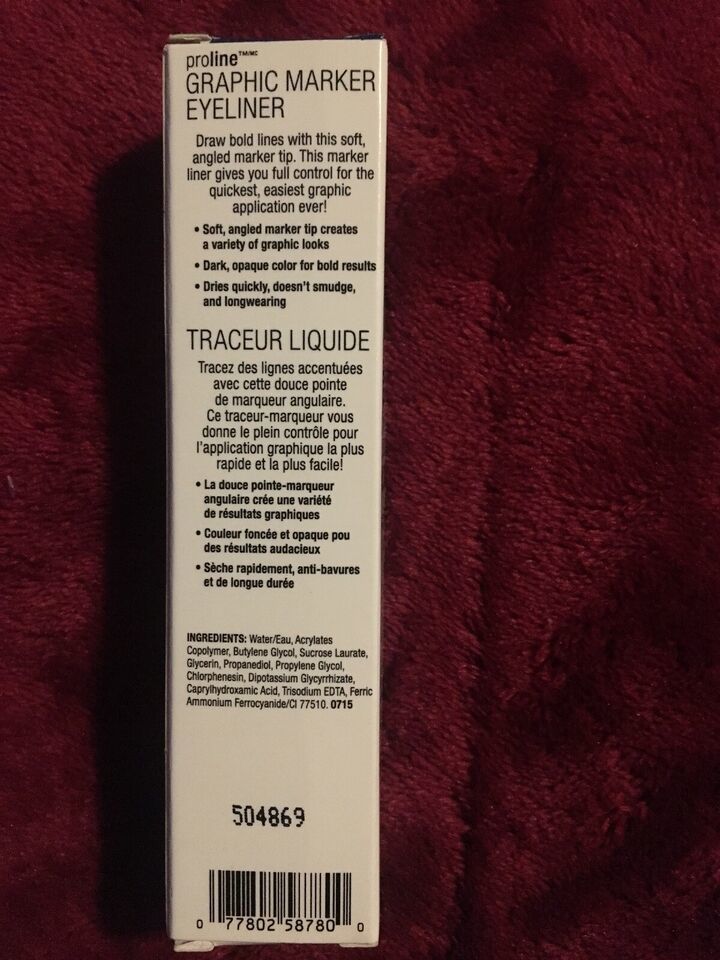 proline™/MC
GRAPHIC MARKER
EYELINER
Draw bold lines with this soft,
angled marker tip. This marker
liner gives you full control for the
quickest, easiest graphic
application ever!
• Soft, angled marker tip creates
a variety of graphic looks
• Dark, opaque color for bold results
• Dries quickly, doesn't smudge,
and longwearing
TRACEUR LIQUIDE
Tracez des lignes accentuées
avec cette douce pointe
de marqueur angulaire.
Ce traceur-marqueur vous
donne le plein contrôle pour
l'application graphique la plus
rapide et la plus facile!
• La douce pointe-marqueur
angulaire crée une variété
de résultats graphiques
• Couleur foncée et opaque pou
des résultats audacieux
• Sèche rapidement, anti-bavures
et de longue durée
INGREDIENTS: Water/Eau, Acrylates
Copolymer, Butylene Glycol, Sucrose Laurate,
Glycerin, Propanediol, Propylene Glycol,
Chlorphenesin, Dipotassium Glycyrrhizate,
Caprylhydroxamic Acid, Trisodium EDTA, Ferric
Ammonium Ferrocyanide/CI 77510. 0715
504869
0 77802 58780 0